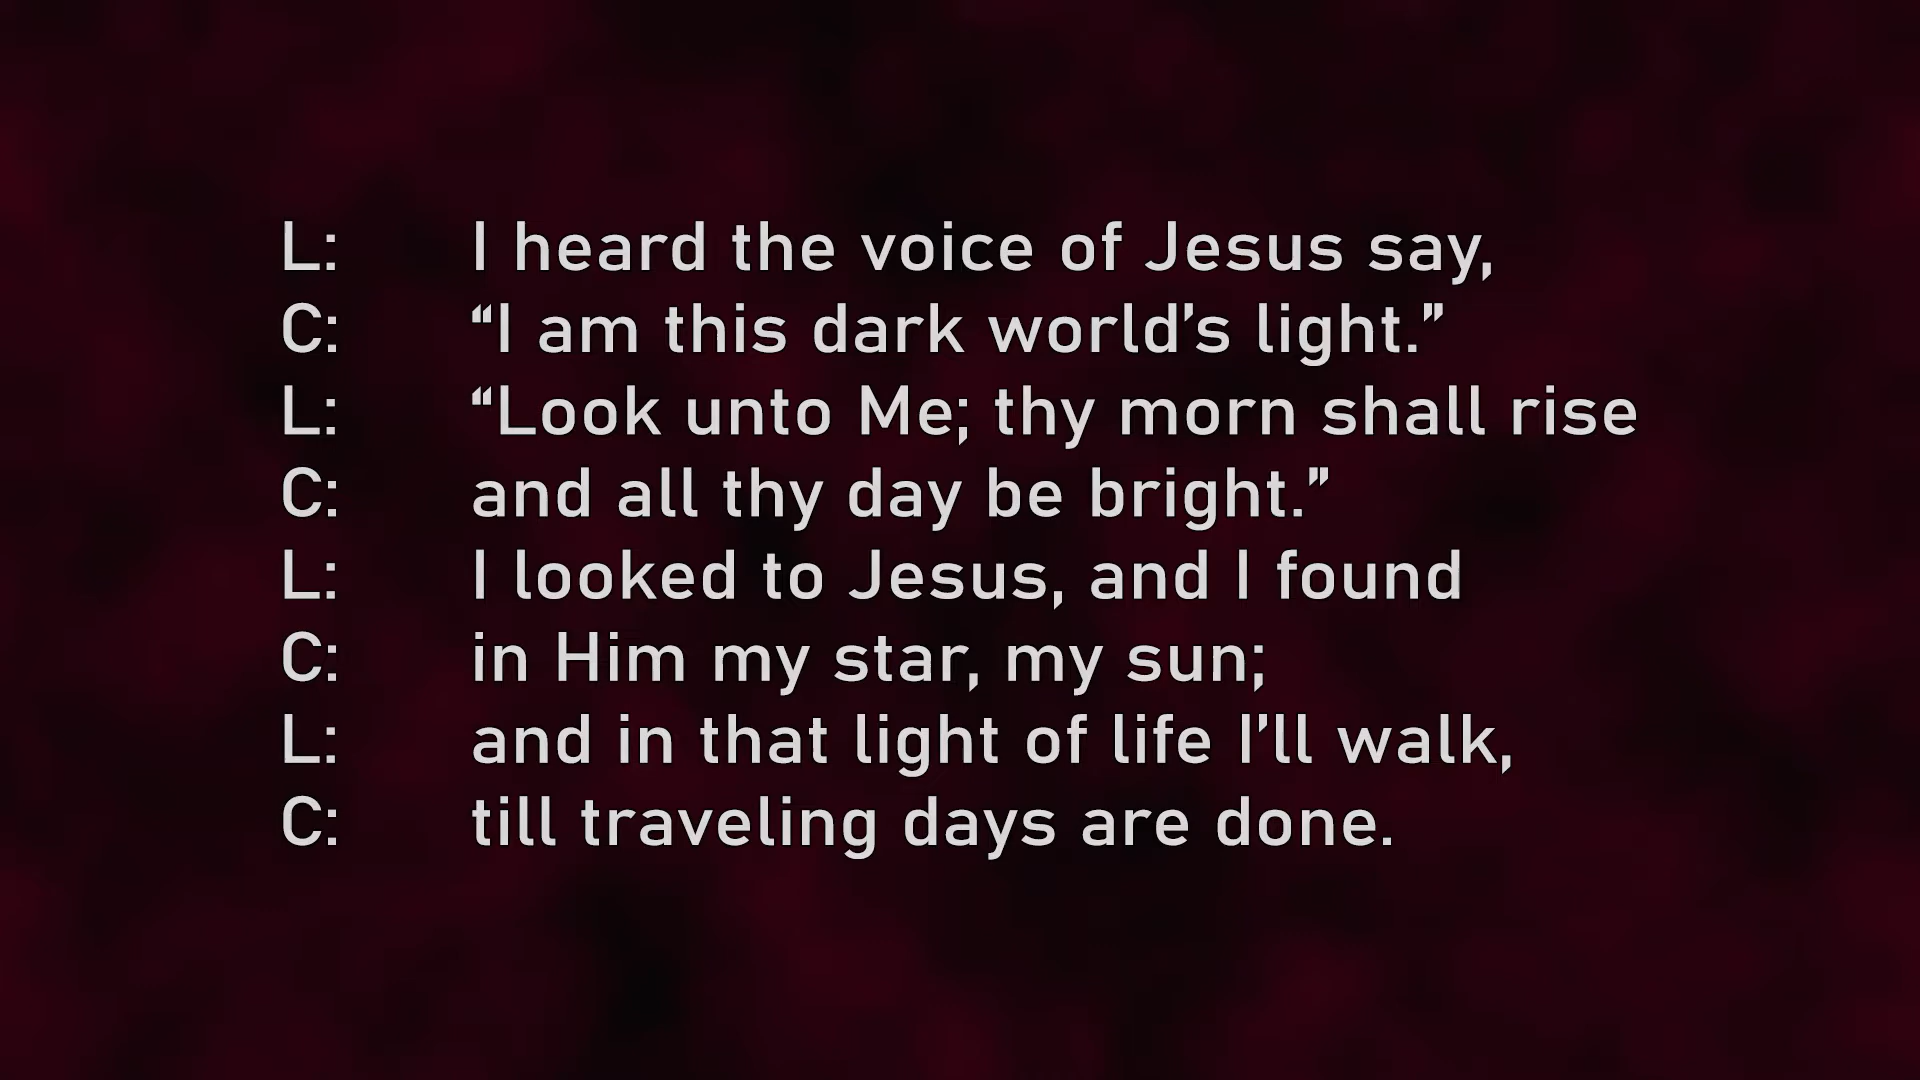 L: I heard the voice of Jesus say,
C: “I am this dark world’s light.”
L: “Look unto Me; thy morn shall rise
C: and all thy day be bright.”
L: I looked to Jesus, and I found
C: in Him my star, my sun;
L: and in that light of life I’ll walk,
C: till traveling days are done.